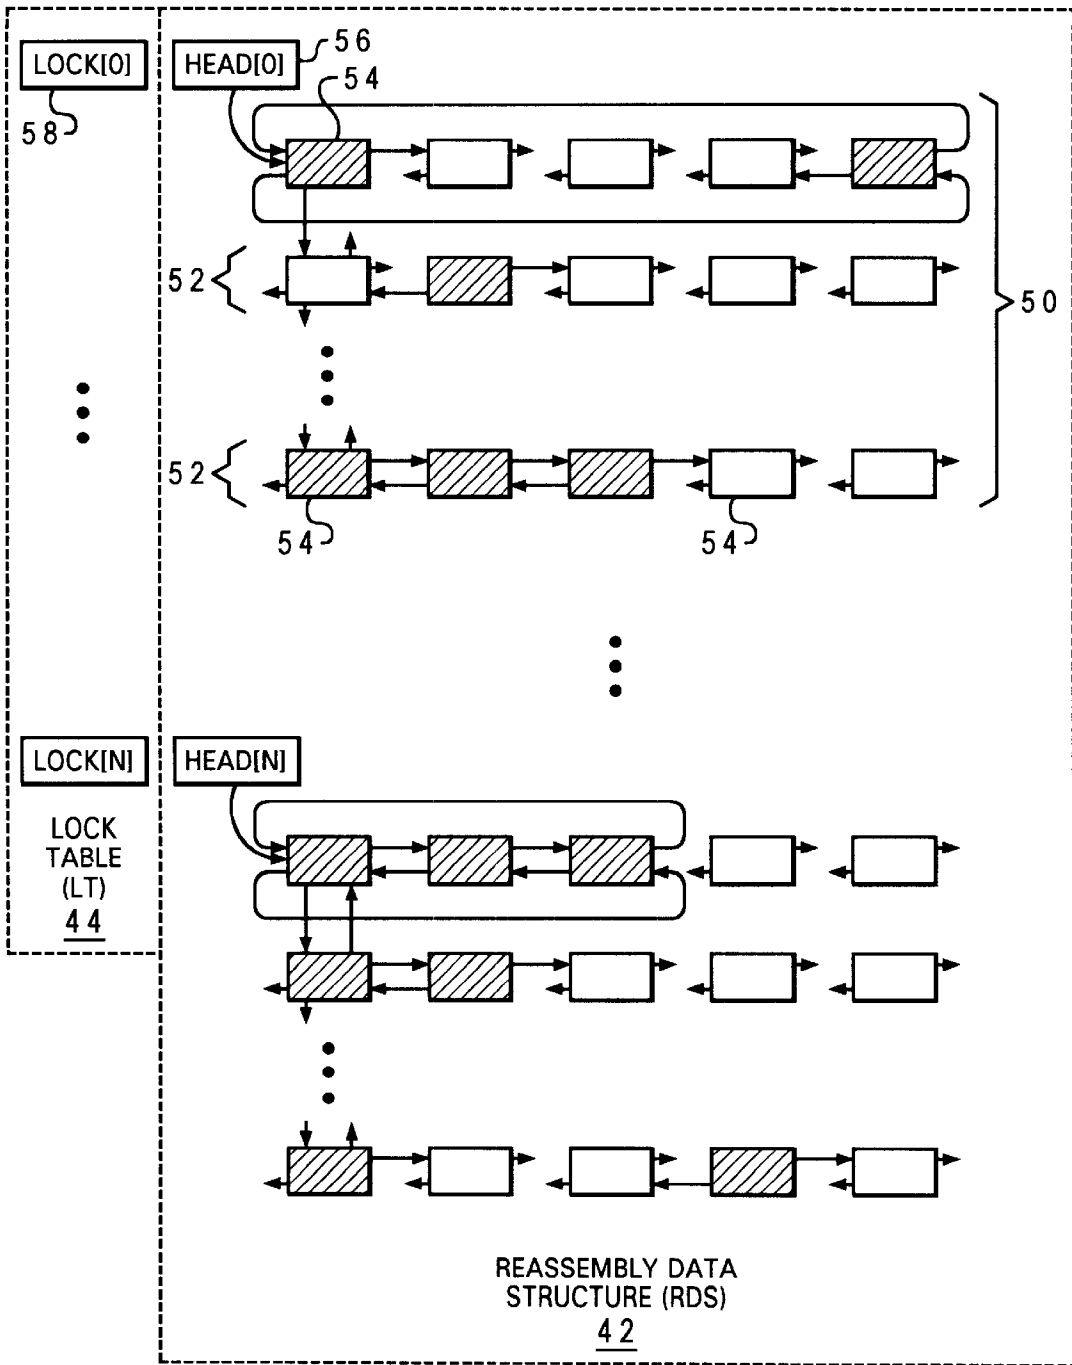 LOCK[0]
HEAD[0]
56
54
58
52
50
52
54
54
LOCK[N]
HEAD[N]
LOCK
TABLE
(LT)
44
REASSEMBLY DATA
STRUCTURE (RDS)
42